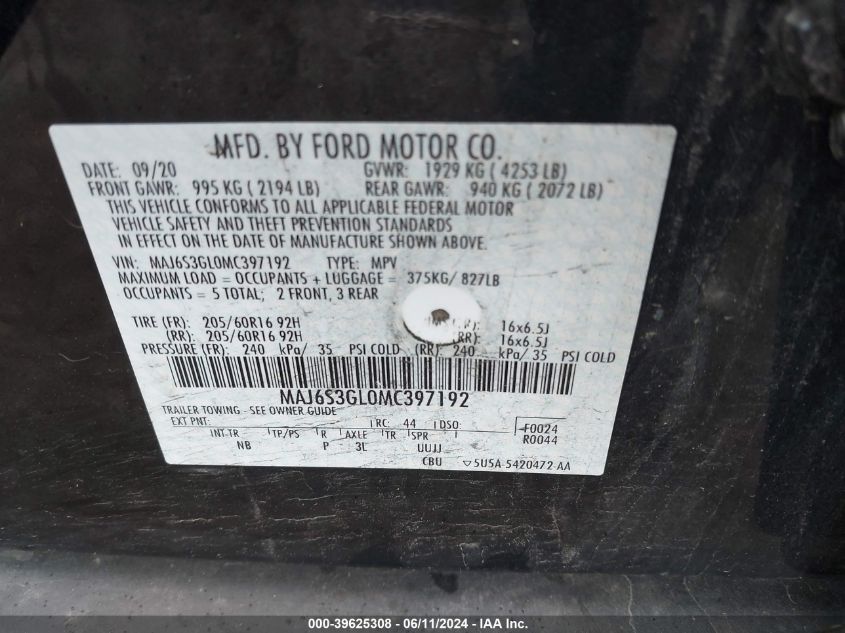 MFD. BY FORD MOTOR CO.
DATE: 09/20 GVWR: 1929 KG ( 4253 LB)
FRONT GAWR: 995 KG ( 2194 LB) REAR GAWR: 940 KG ( 2072 LB)
THIS VEHICLE CONFORMS TO ALL APPLICABLE FEDERAL MOTOR
VEHICLE SAFETY AND THEFT PREVENTION STANDARDS
IN EFFECT ON THE DATE OF MANUFACTURE SHOWN ABOVE.
VIN: MAJ6S3GL0MC397192 TYPE: MPV
MAXIMUM LOAD = OCCUPANTS + LUGGAGE = 375KG/ 827LB
OCCUPANTS = 5 TOTAL; 2 FRONT, 3 REAR
TIRE (FR): 205/60R16 92H 16x6.5J
(RR): 205/60R16 92H (RR): 16x6.5J
PRESSURE (FR): 240 kPa/ 35 PSI COLD (RR): 240 kPa/ 35 PSI COLD
MAJ6S3GL0MC397192
TRAILER TOWING - SEE OWNER GUIDE
EXT PNT: RC: 44 DSO: F0024
R0044
INT TR TP/PS R AXLE TR SPR
NB P 3L UUJJ
CBU 5U5A-5420472-AA
000-39625308 - 06/11/2024 - IAAI.com.